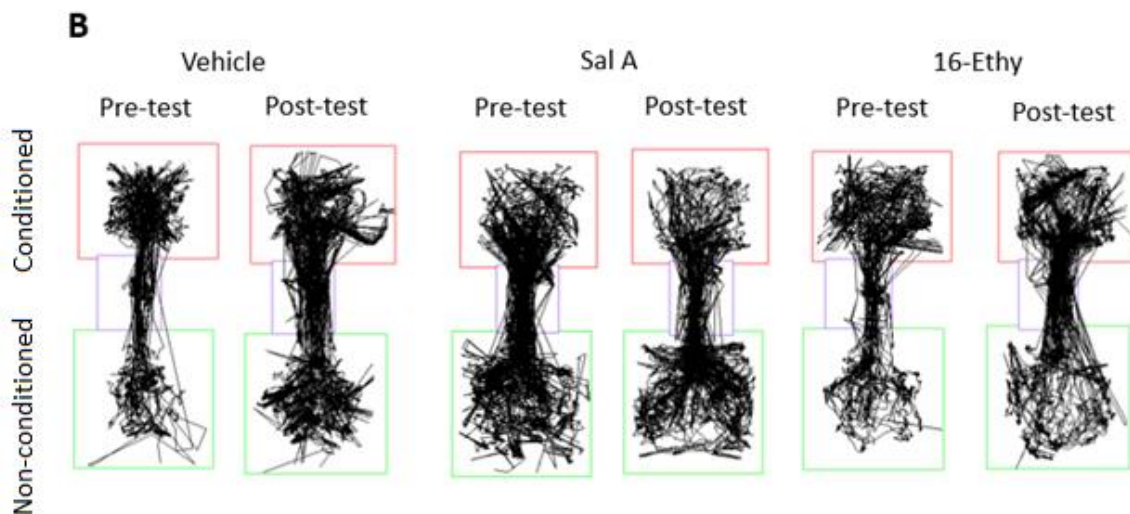 B
Vehicle
Sal A
16-Ethy
Pre-test
Post-test
Pre-test
Post-test
Pre-test
Post-test
Conditioned
Non-conditioned